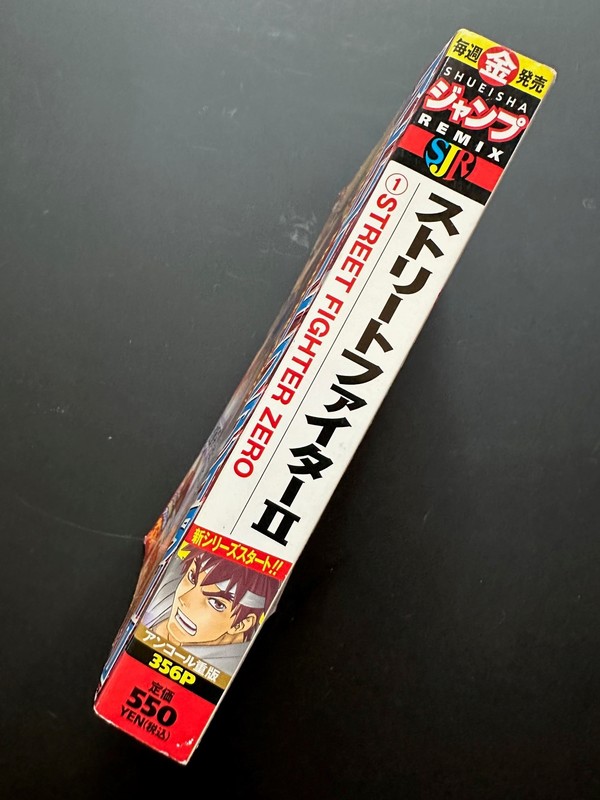 毎週金発売
SHUEISHA
ジャンプ
REMIX
SJR
ストリートファイターII
①STREET FIGHTER ZERO
新シリーズスタート!!
アンコール重版
356P
定価
550
YEN(税込)